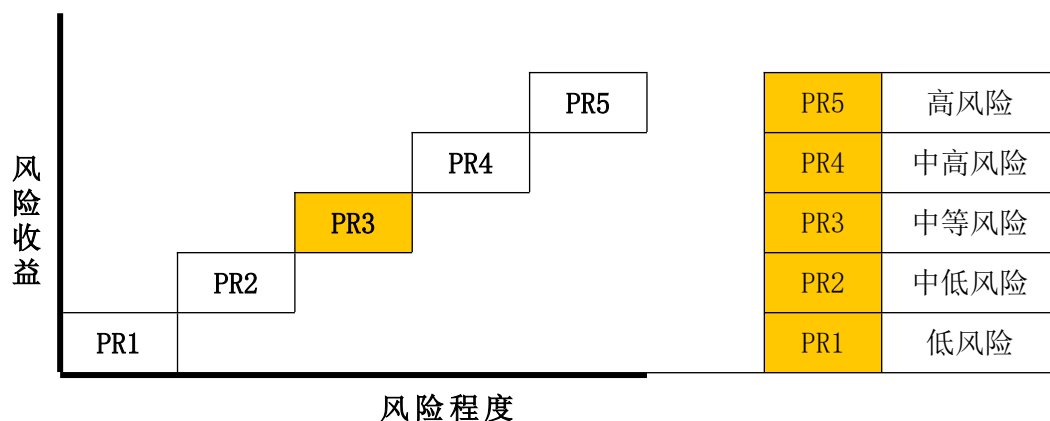 风险收益
PR5
PR4
PR3
PR2
PR1
风险程度
PR5 高风险
PR4 中高风险
PR3 中等风险
PR2 中低风险
PR1 低风险